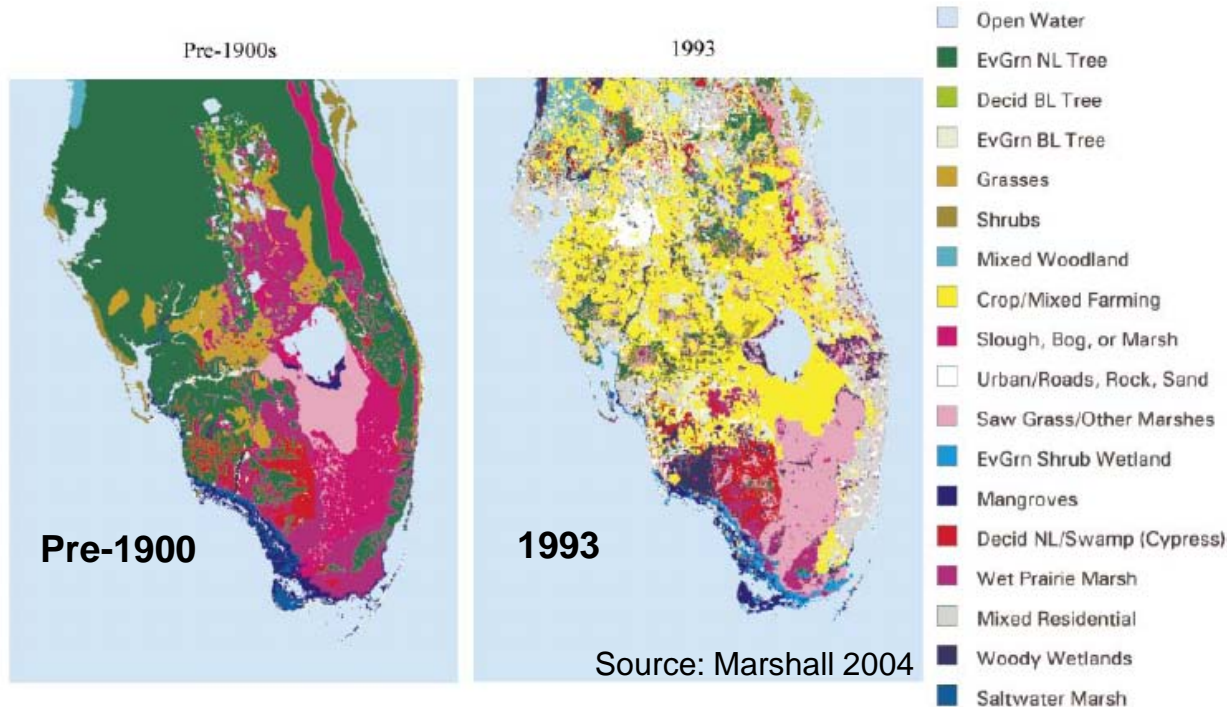 Pre-1900s
1993
Pre-1900
1993
Source: Marshall 2004
Open Water
EvGrn NL Tree
Decid BL Tree
EvGrn BL Tree
Grasses
Shrubs
Mixed Woodland
Crop/Mixed Farming
Slough, Bog, or Marsh
Urban/Roads, Rock, Sand
Saw Grass/Other Marshes
EvGrn Shrub Wetland
Mangroves
Decid NL/Swamp (Cypress)
Wet Prairie Marsh
Mixed Residential
Woody Wetlands
Saltwater Marsh